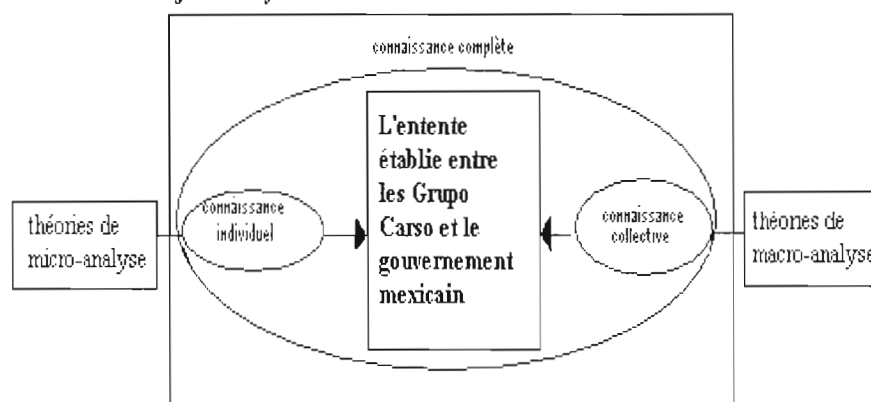 connaissance complète
L'entente
établie entre
les Grupo
Carso et le
gouvernement
mexicain
connaissance
individuel
connaissance
collective
théories de
micro-analyse
théories de
macro-analyse